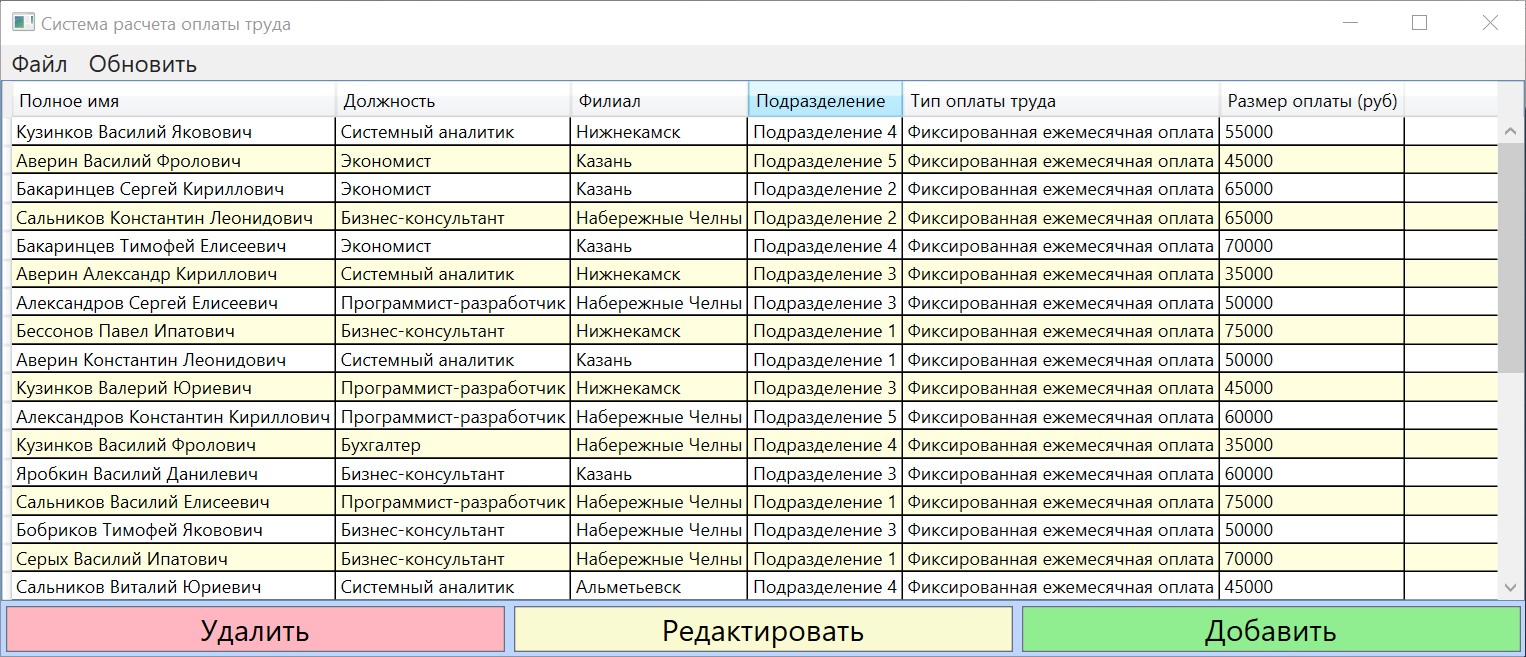 Система расчета оплаты труда
Файл Обновить
Полное имя Должность Филиал Подразделение Тип оплаты труда Размер оплаты (руб)
Кузинков Василий Яковович Системный аналитик Нижнекамск Подразделение 4 Фиксированная ежемесячная оплата 55000
Аверин Василий Фролович Экономист Казань Подразделение 5 Фиксированная ежемесячная оплата 45000
Бакаринцев Сергей Кириллович Экономист Казань Подразделение 2 Фиксированная ежемесячная оплата 65000
Сальников Константин Леонидович Бизнес-консультант Набережные Челны Подразделение 2 Фиксированная ежемесячная оплата 65000
Бакаринцев Тимофей Елисеевич Экономист Казань Подразделение 4 Фиксированная ежемесячная оплата 70000
Аверин Александр Кириллович Системный аналитик Нижнекамск Подразделение 3 Фиксированная ежемесячная оплата 35000
Александров Сергей Елисеевич Программист-разработчик Набережные Челны Подразделение 3 Фиксированная ежемесячная оплата 50000
Бессонов Павел Ипатович Бизнес-консультант Нижнекамск Подразделение 1 Фиксированная ежемесячная оплата 75000
Аверин Константин Леонидович Системный аналитик Казань Подразделение 1 Фиксированная ежемесячная оплата 50000
Кузинков Валерий Юриевич Программист-разработчик Нижнекамск Подразделение 3 Фиксированная ежемесячная оплата 45000
Александров Константин Кириллович Программист-разработчик Набережные Челны Подразделение 5 Фиксированная ежемесячная оплата 60000
Кузинков Василий Фролович Бухгалтер Набережные Челны Подразделение 4 Фиксированная ежемесячная оплата 35000
Яробкин Василий Данилевич Бизнес-консультант Казань Подразделение 3 Фиксированная ежемесячная оплата 60000
Сальников Василий Елисеевич Программист-разработчик Набережные Челны Подразделение 1 Фиксированная ежемесячная оплата 75000
Бобриков Тимофей Яковович Бизнес-консультант Набережные Челны Подразделение 3 Фиксированная ежемесячная оплата 50000
Серых Василий Ипатович Бизнес-консультант Набережные Челны Подразделение 1 Фиксированная ежемесячная оплата 70000
Сальников Виталий Юриевич Системный аналитик Альметьевск Подразделение 4 Фиксированная ежемесячная оплата 45000
Удалить Редактировать Добавить